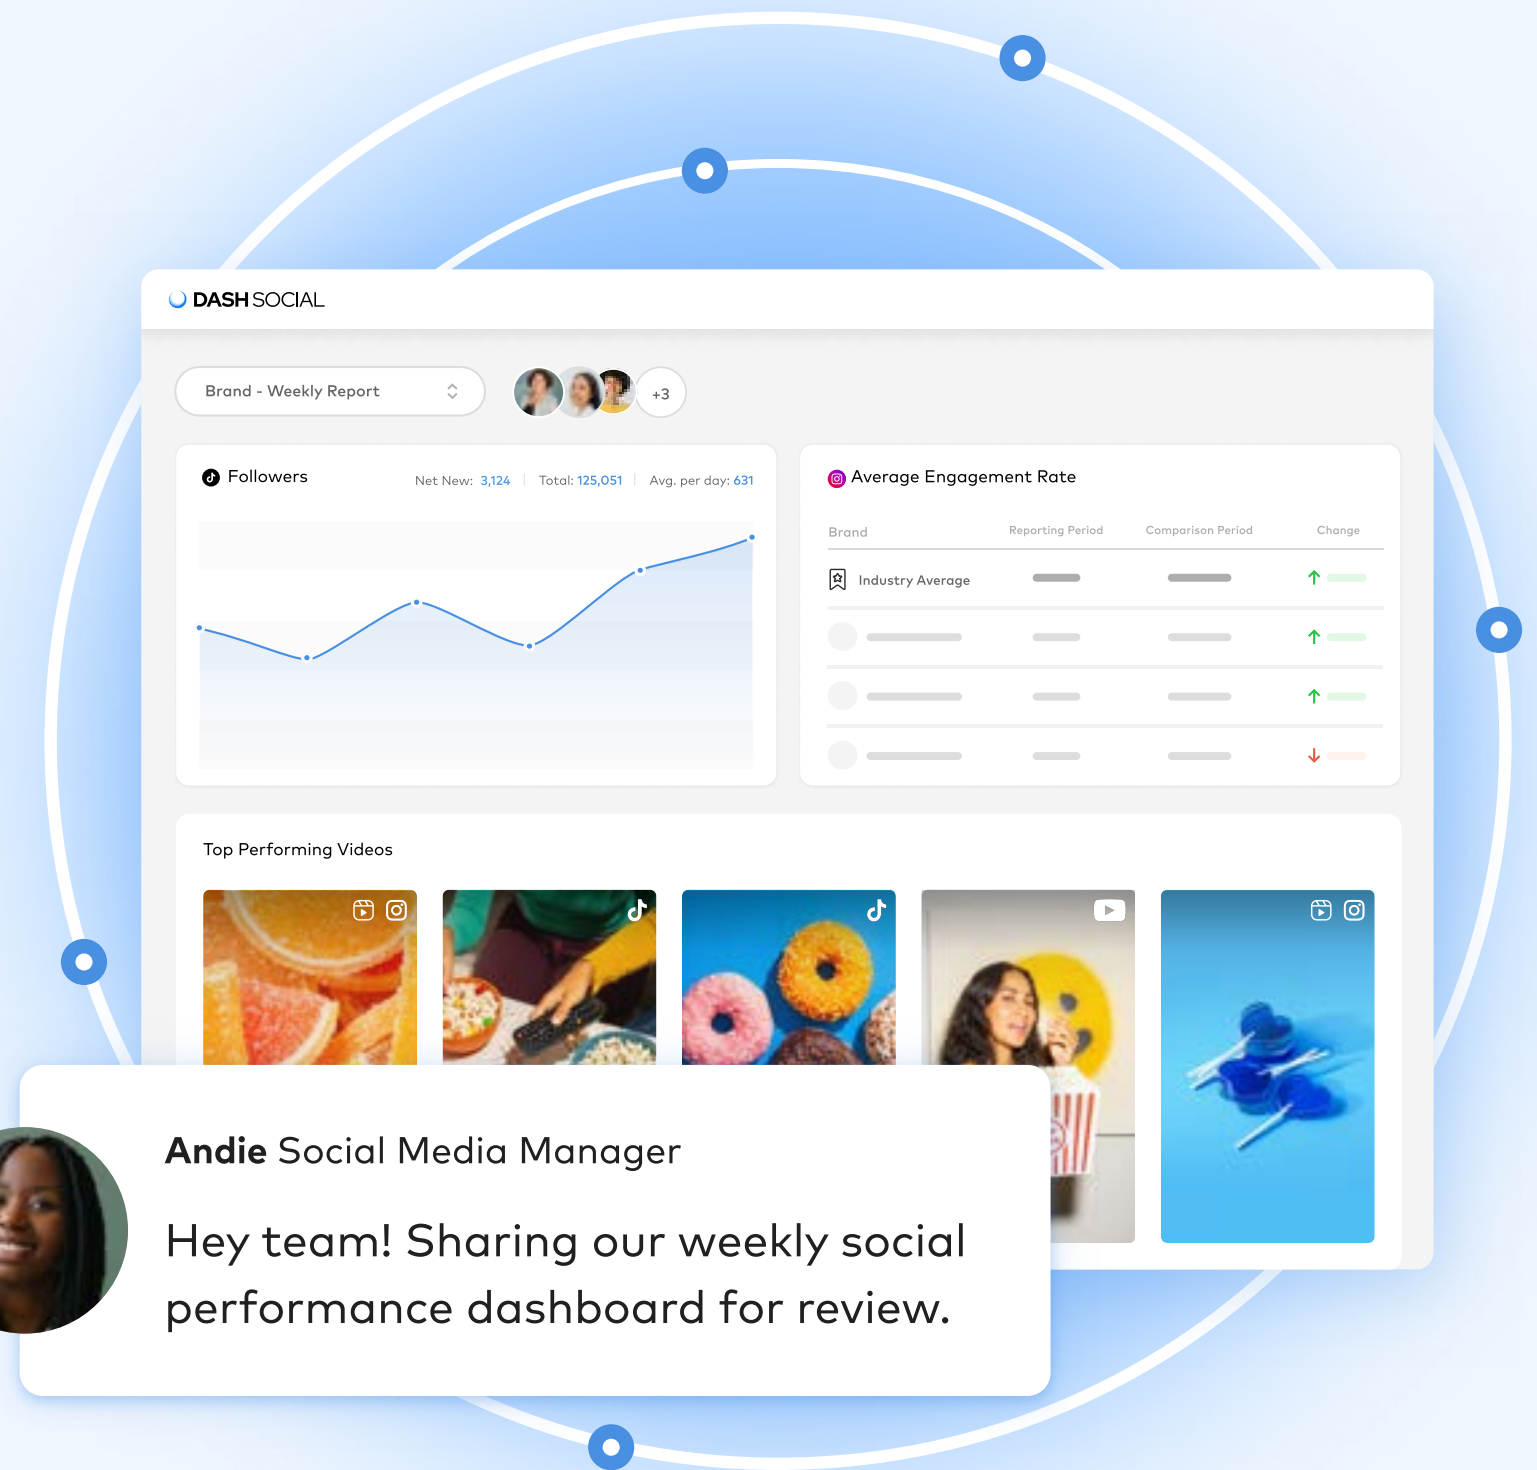 DASH SOCIAL
Brand - Weekly Report
+3
Followers
Net New: 3,124
Total: 125,051
Avg. per day: 631
Average Engagement Rate
Brand
Reporting Period
Comparison Period
Change
Industry Average
Top Performing Videos
Andie Social Media Manager
Hey team! Sharing our weekly social
performance dashboard for review.